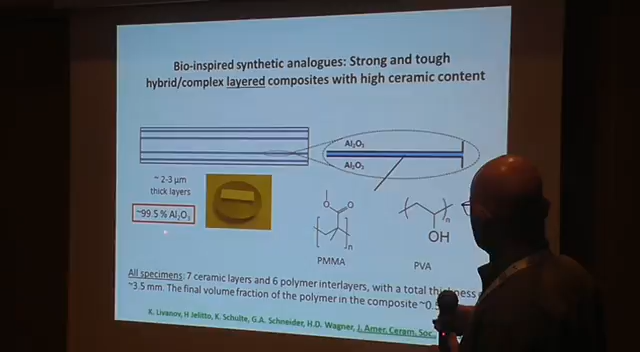 Bio-inspired synthetic analogues: Strong and tough
hybrid/complex layered composites with high ceramic content
Al₂O₃
Al₂O₃
~ 2-3 μm
thick layers
~99.5 % Al₂O₃
O
O
n
PMMA
n
OH
PVA
All specimens: 7 ceramic layers and 6 polymer interlayers, with a total thickness
~3.5 mm. The final volume fraction of the polymer in the composite ~0.
K. Livanov, H Jelitto, K. Schulte, G.A. Schneider, H.D. Wagner, J. Amer. Ceram. Soc.